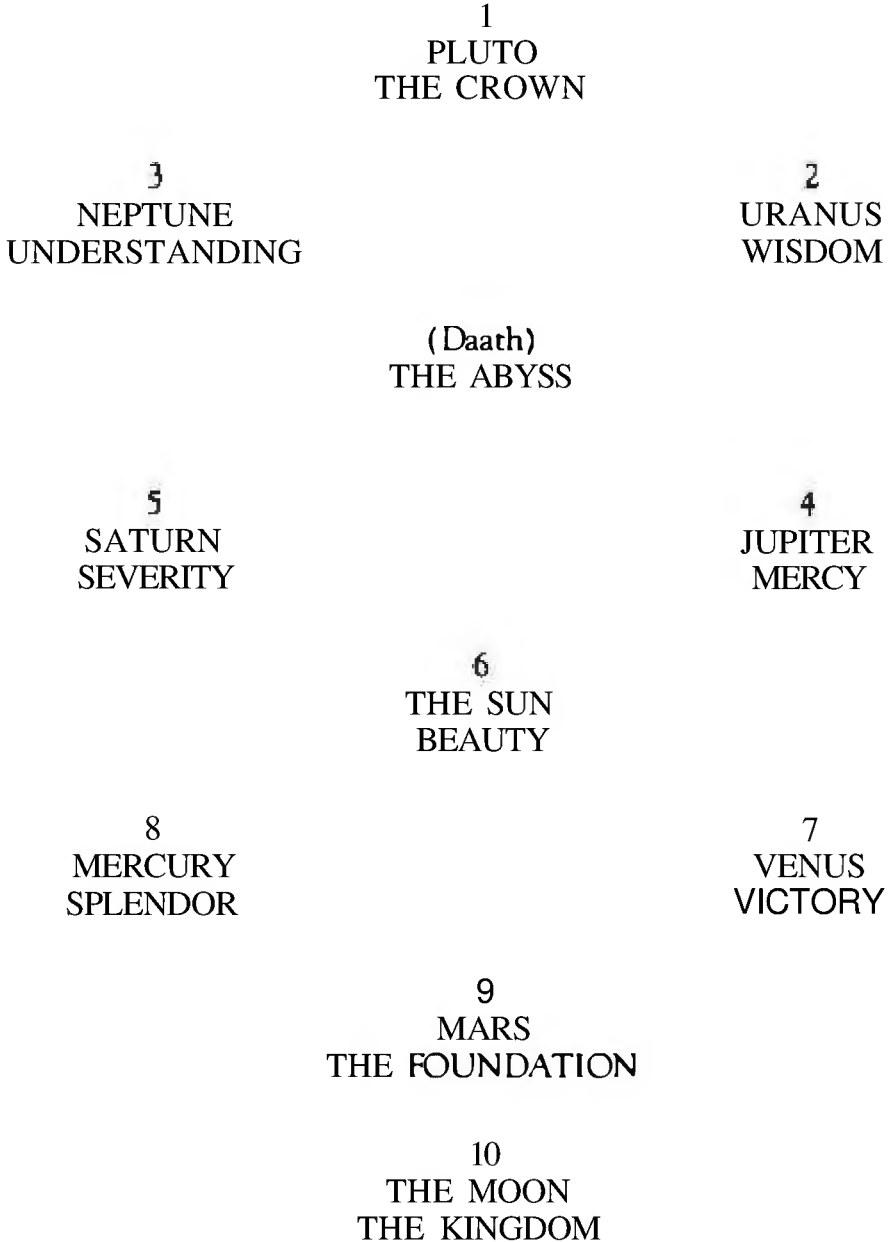 1
PLUTO
THE CROWN
3
NEPTUNE
UNDERSTANDING
2
URANUS
WISDOM
(Daath)
THE ABYSS
5
SATURN
SEVERITY
4
JUPITER
MERCY
6
THE SUN
BEAUTY
8
MERCURY
SPLENDOR
7
VENUS
VICTORY
9
MARS
THE FOUNDATION
10
THE MOON
THE KINGDOM